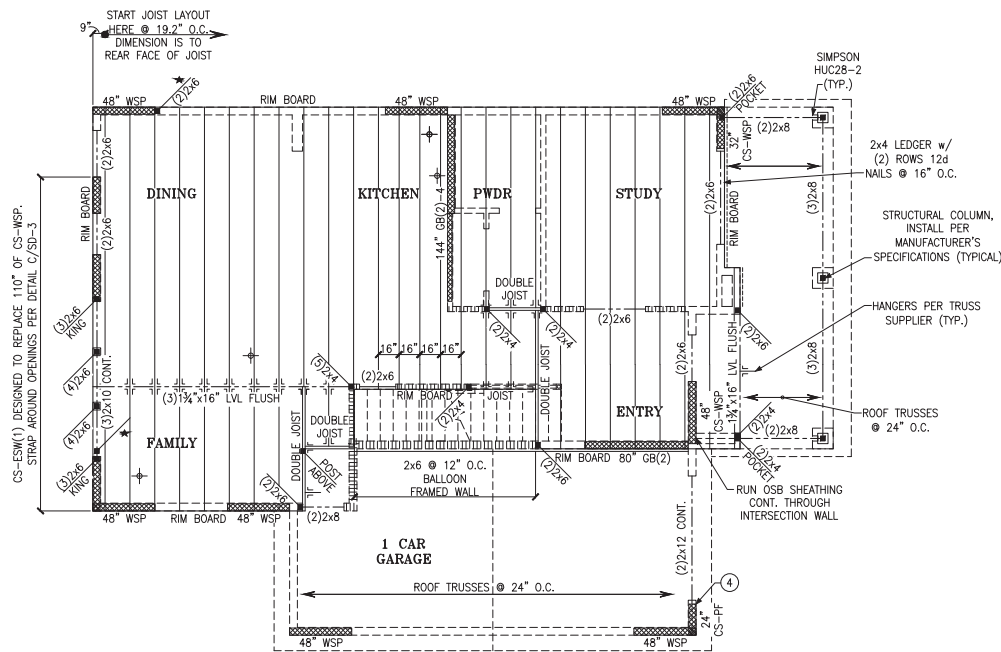 START JOIST LAYOUT
HERE @ 19.2" O.C.
DIMENSION IS TO
REAR FACE OF JOIST
9"
SIMPSON
HUC28-2
(TYP.)
48" WSP
(2)2x6
RIM BOARD
48" WSP
48" WSP
(2)2x6
POCKET
(2)2x8
32"
CS-WSP
2x4 LEDGER w/
(2) ROWS 12d
NAILS @ 16" O.C.
(2)2x6
DINING
KITCHEN
PWDR
STUDY
RIM BOARD
(2)2x6
144" GB(2)-4
(2)2x6
RIM BOARD
(3)2x8
STRUCTURAL COLUMN,
INSTALL PER
MANUFACTURER'S
SPECIFICATIONS (TYPICAL)
CS-ESW(1) DESIGNED TO REPLACE 110" OF CS-WSP.
STRAP AROUND OPENINGS PER DETAIL C/SD-3
DOUBLE
JOIST
(2)2x6
HANGERS PER TRUSS
SUPPLIER (TYP.)
(3)2x6
KING
(2)2x4
(2)2x4
(2)2x6
16" 16" 16" 16"
(4)2x6
(3)2x10 CONT.
(5)2x4
(2)2x6
DOUBLE JOIST
(2)2x6
1¾"x16" LVL FLUSH
(3)2x8
(3)1¾"x16" LVL FLUSH
RIM BOARD
JOIST
(2)2x4
ENTRY
48"
CS-WSP
ROOF TRUSSES
@ 24" O.C.
(4)2x6
FAMILY
DOUBLE JOIST
DOUBLE
JOIST
(2)2x4
(2)2x8
(3)2x6
KING
POST
ABOVE
RIM BOARD
80" GB(2)
(2)2x4
POCKET
2x6 @ 12" O.C.
BALLOON
FRAMED WALL
(2)2x6
(2)2x6
RUN OSB SHEATHING
CONT. THROUGH
INTERSECTION WALL
48" WSP
RIM BOARD
48" WSP
(2)2x8
(2)2x12 CONT.
1 CAR
GARAGE
ROOF TRUSSES @ 24" O.C.
4
24"
CS-PF
48" WSP
48" WSP